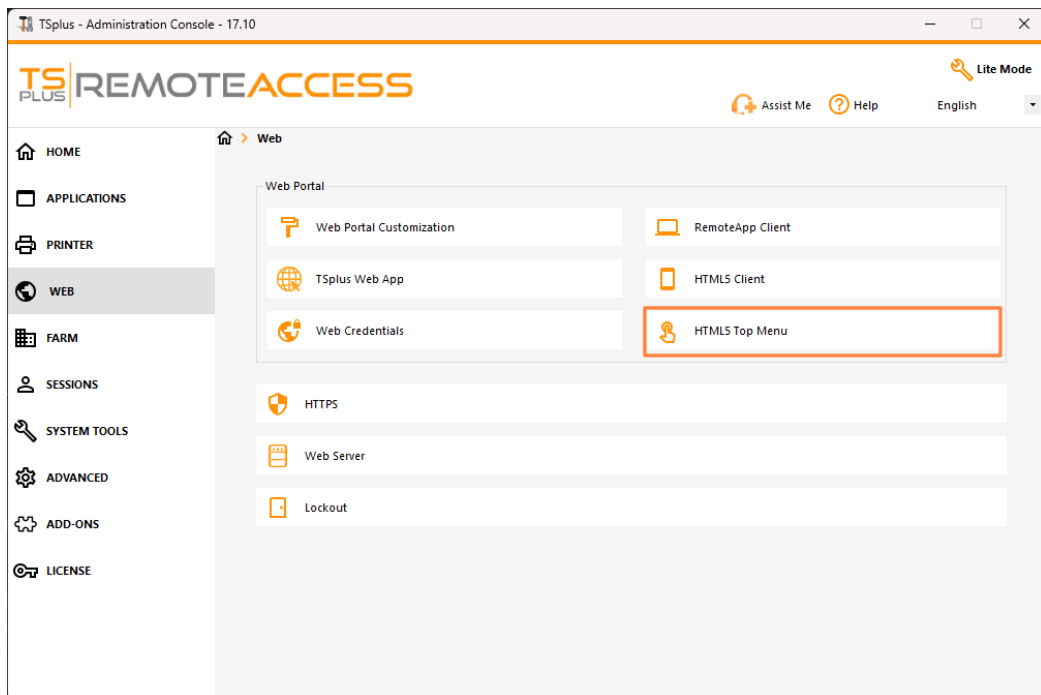 TSplus - Administration Console - 17.10
TS PLUS REMOTEACCESS
Lite Mode
Assist Me
Help
English
HOME
APPLICATIONS
PRINTER
WEB
FARM
SESSIONS
SYSTEM TOOLS
ADVANCED
ADD-ONS
LICENSE
Web
Web Portal
Web Portal Customization
RemoteApp Client
TSplus Web App
HTML5 Client
Web Credentials
HTML5 Top Menu
HTTPS
Web Server
Lockout